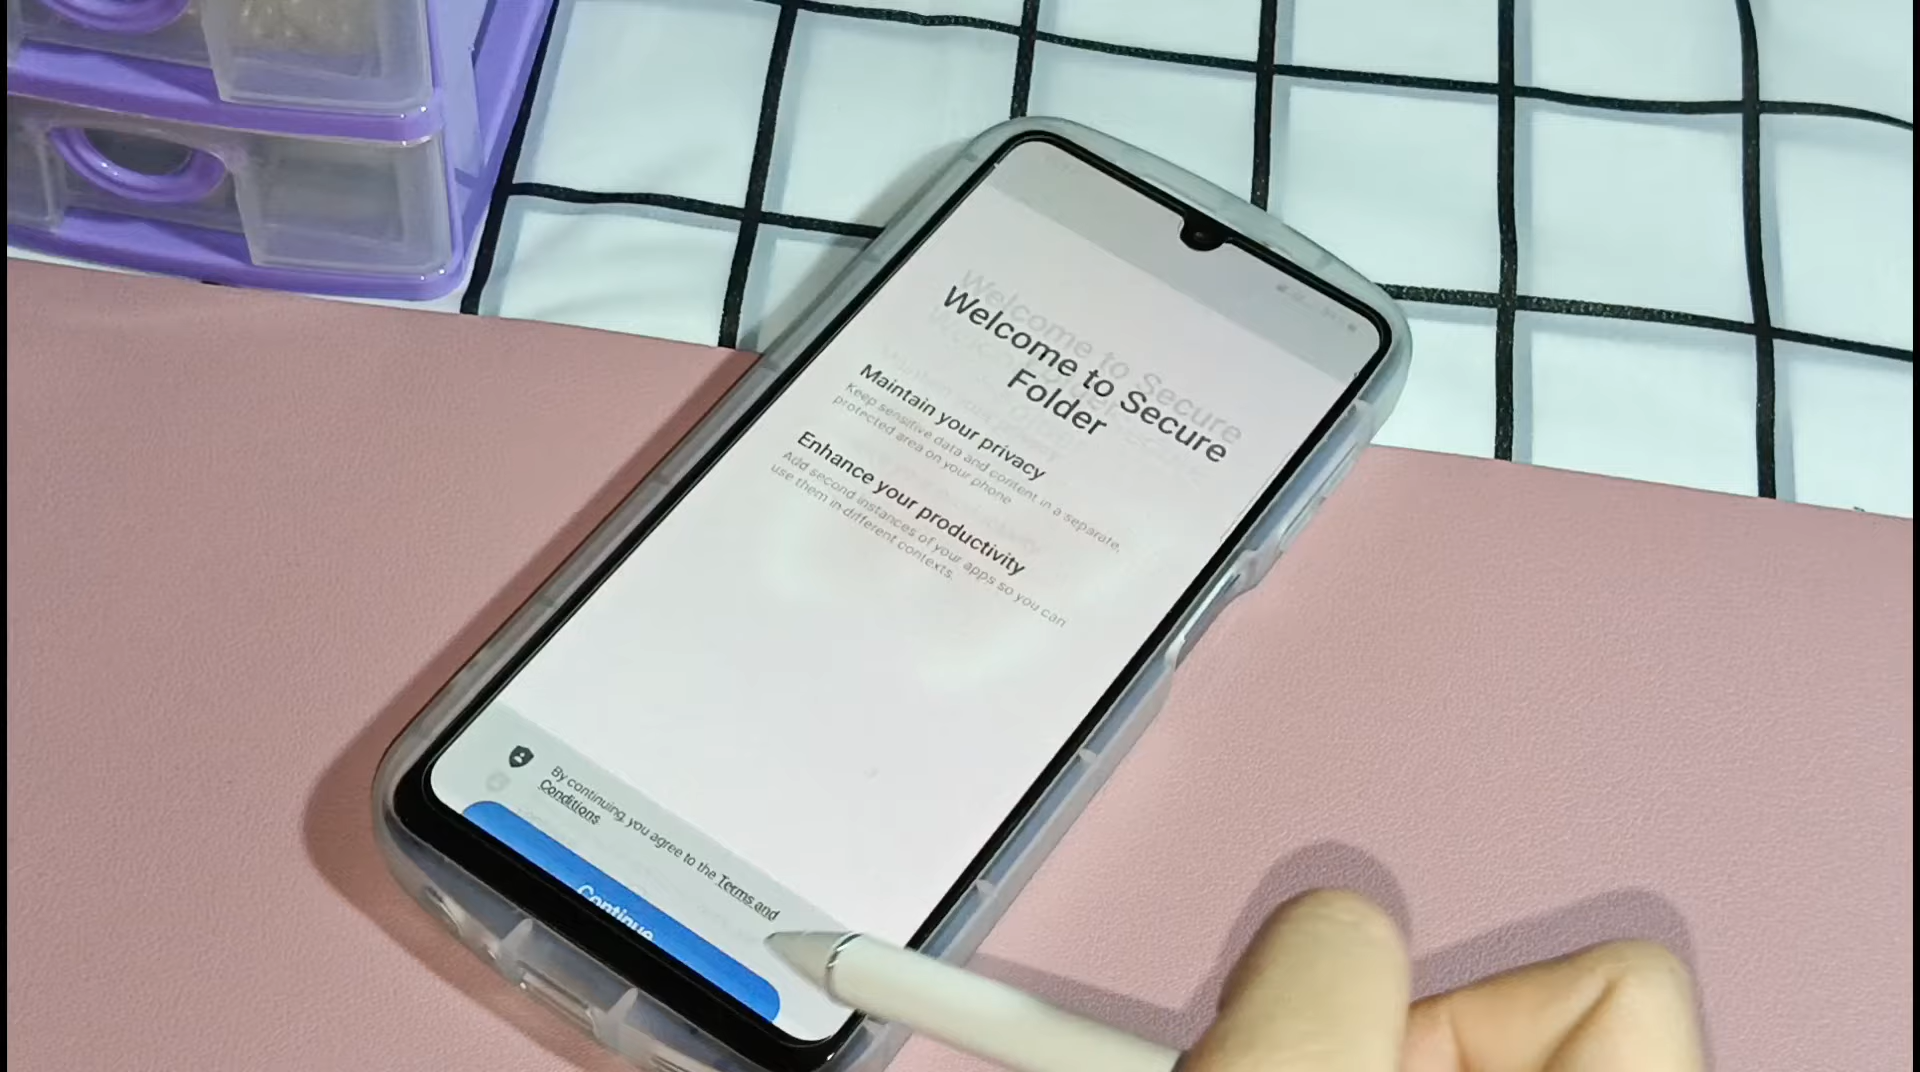 Welcome to Secure
Folder
Maintain your privacy
Keep sensitive data and content in a separate,
protected area on your phone
Enhance your productivity
Add second instances of your apps so you can
use them in different contexts.
By continuing, you agree to the Terms and
Conditions
Continue